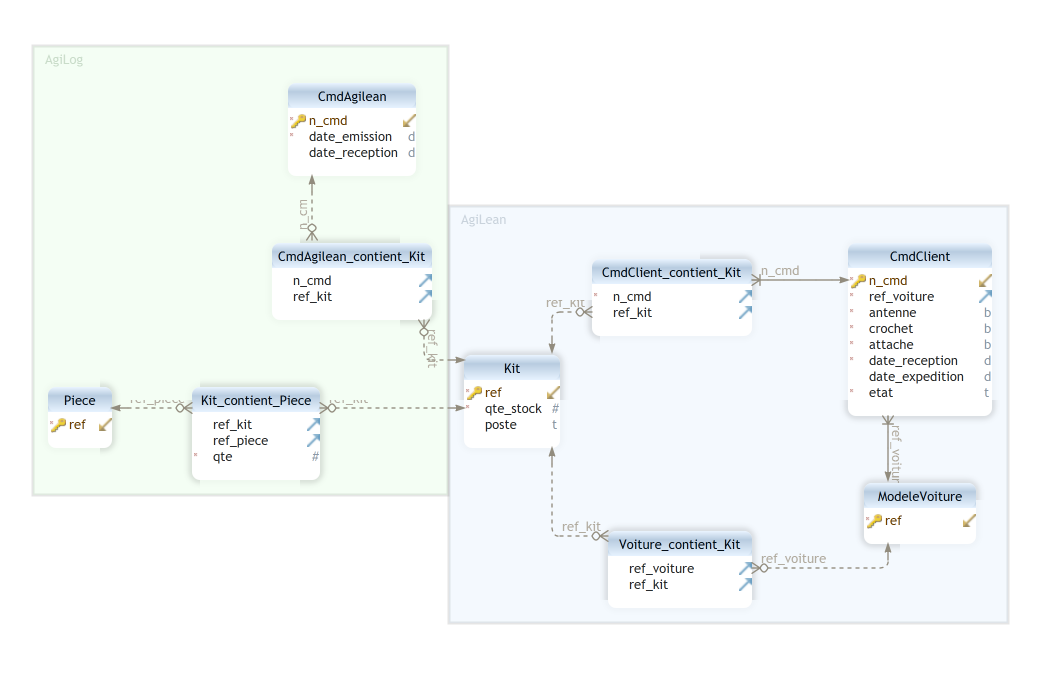 AgiLog
CmdAgilean
n_cmd
date_emission d
date_reception d
n_cm
CmdAgilean_contient_Kit
n_cmd
ref_kit
ref_kit
Piece
ref
ref_piece
Kit_contient_Piece
ref_kit
ref_piece
qte #
ref_kit
AgiLean
CmdClient_contient_Kit
n_cmd
ref_kit
n_cmd
ref_kit
CmdClient
n_cmd
ref_voiture
antenne b
crochet b
attache b
date_reception d
date_expedition d
etat t
Kit
ref
qte_stock #
poste t
ref_voitur
ModeleVoiture
ref
ref_kit
Voiture_contient_Kit
ref_voiture
ref_kit
ref_voiture